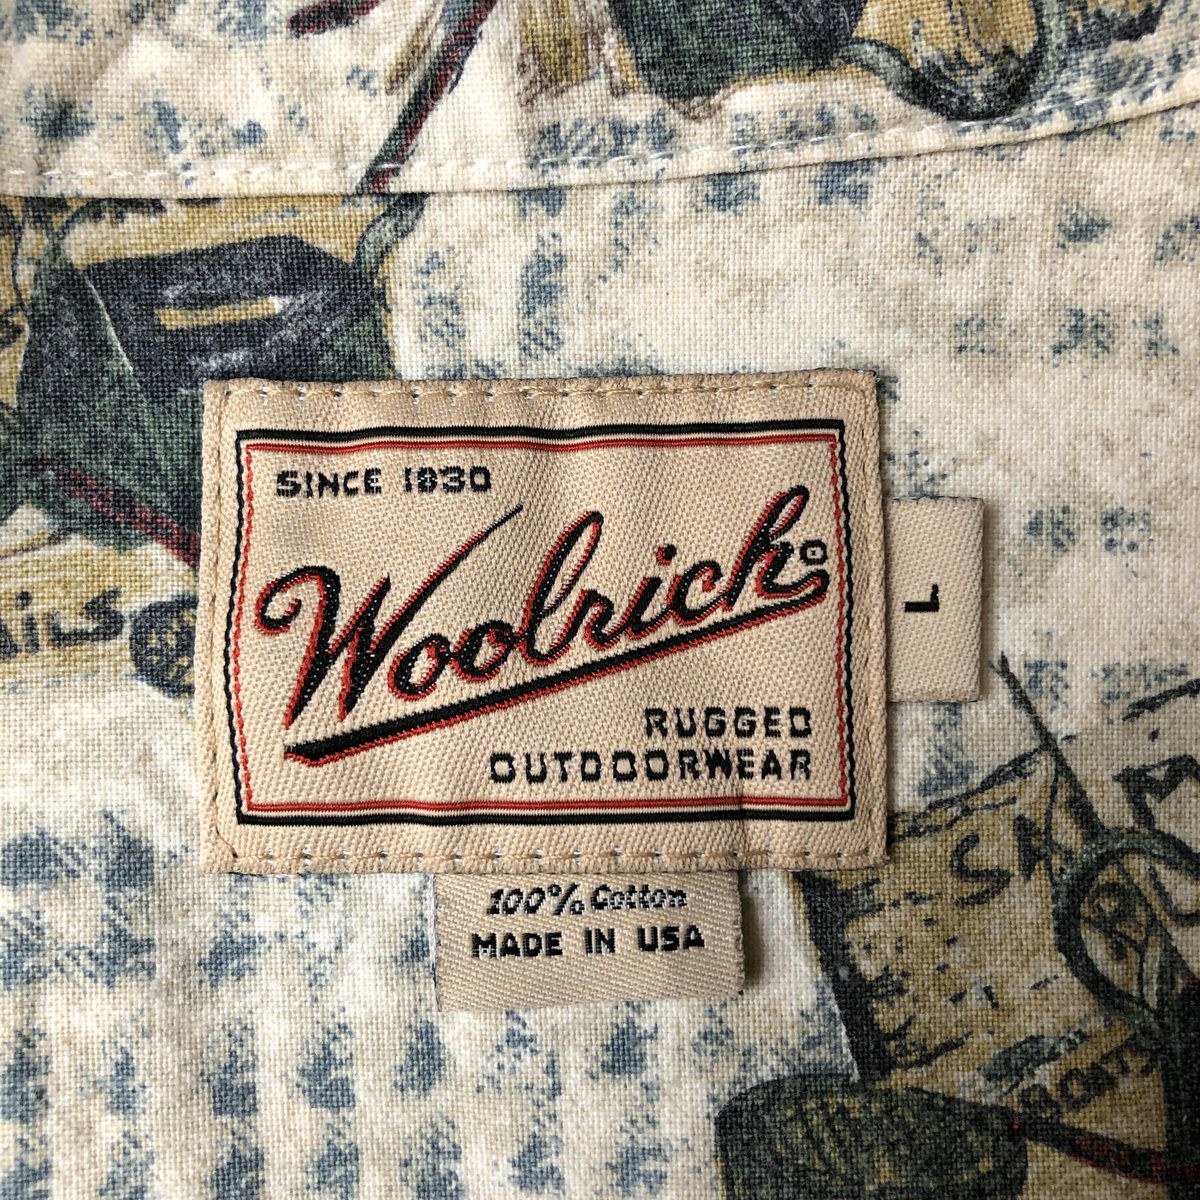 SINCE 1830
Woolrich®
RUGGED
OUTDOORWEAR
L
100% Cotton
MADE IN USA